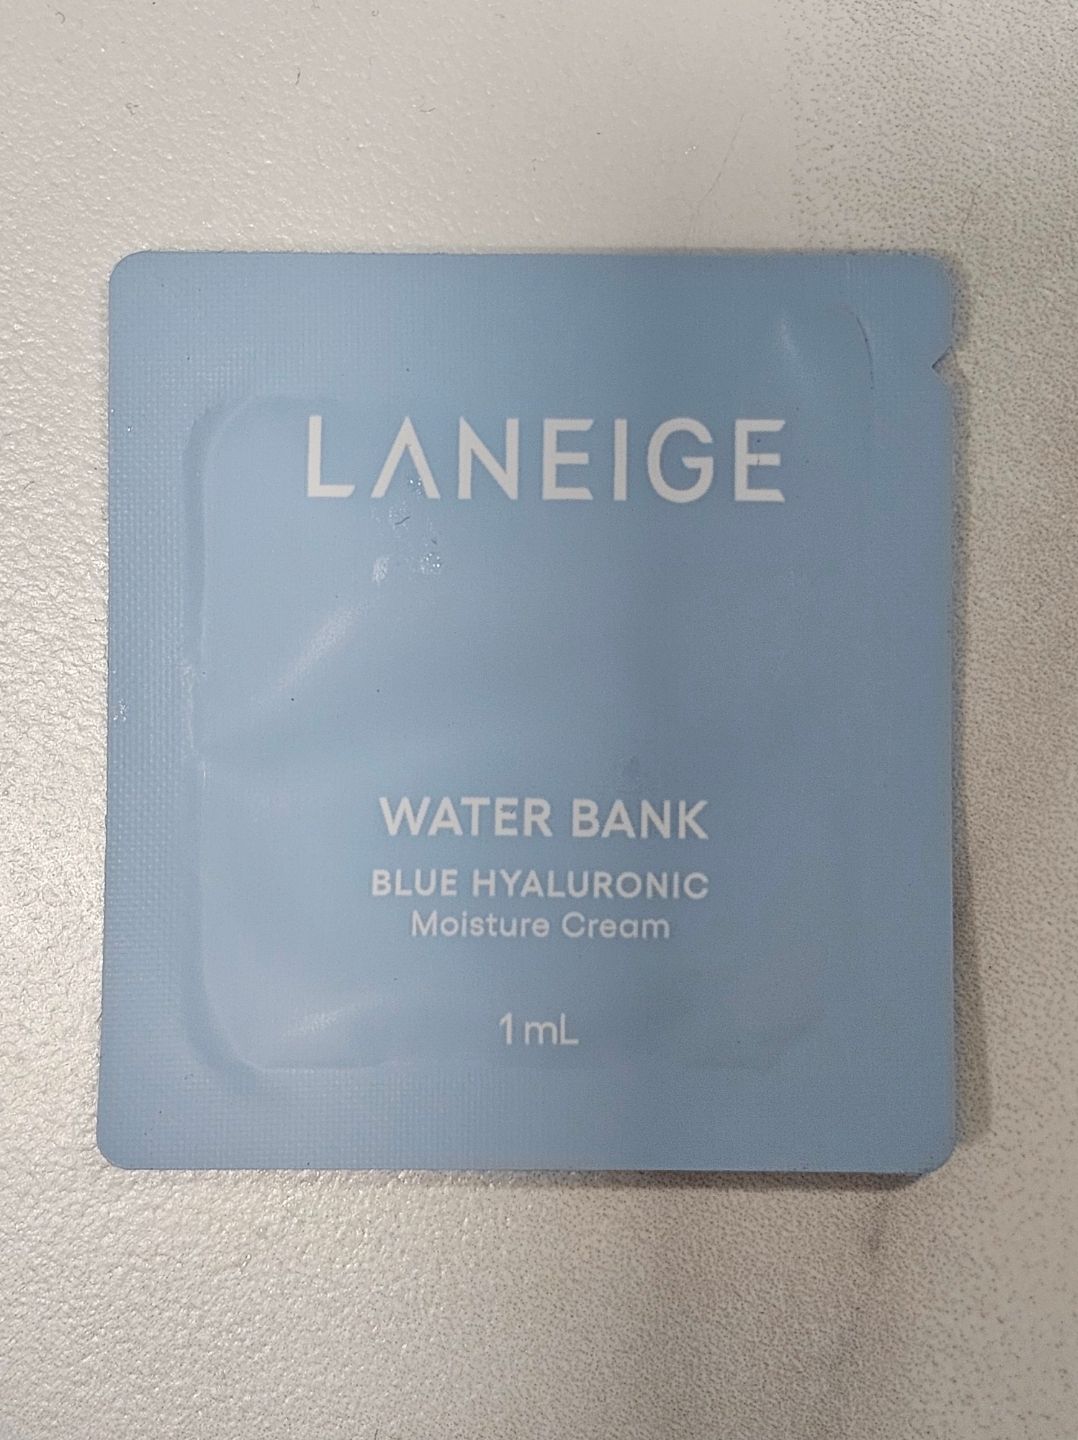 LANEIGE
WATER BANK
BLUE HYALURONIC
Moisture Cream
1 mL